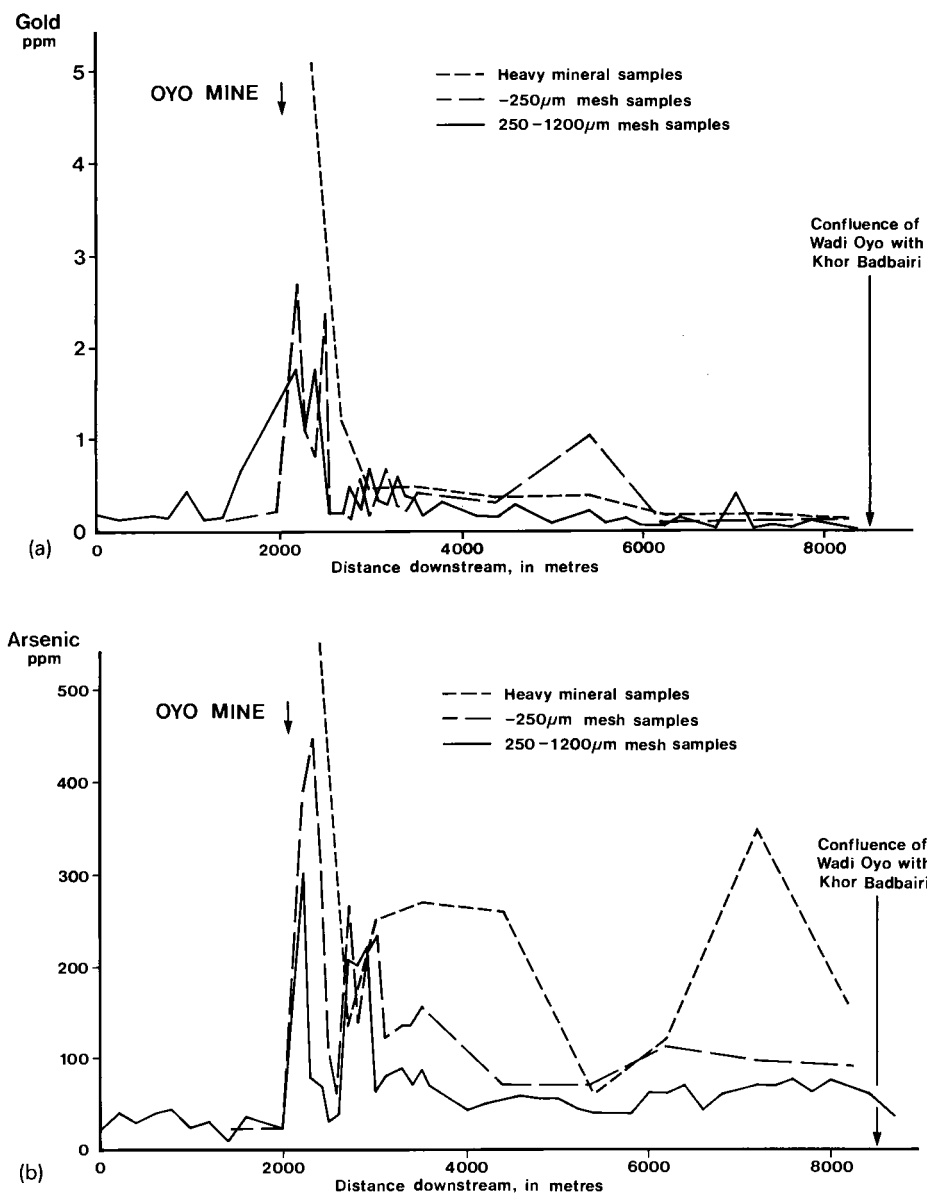 Gold
ppm
5
4
3
2
1
0
OYO MINE
Heavy mineral samples
-250µm mesh samples
250-1200µm mesh samples
Confluence of
Wadi Oyo with
Khor Badbairi
0 2000 4000 6000 8000
(a)
Distance downstream, in metres
Arsenic
ppm
500
400
300
200
100
0
OYO MINE
Heavy mineral samples
-250µm mesh samples
250-1200µm mesh samples
Confluence of
Wadi Oyo with
Khor Badbairi
0 2000 4000 6000 8000
(b)
Distance downstream, in metres